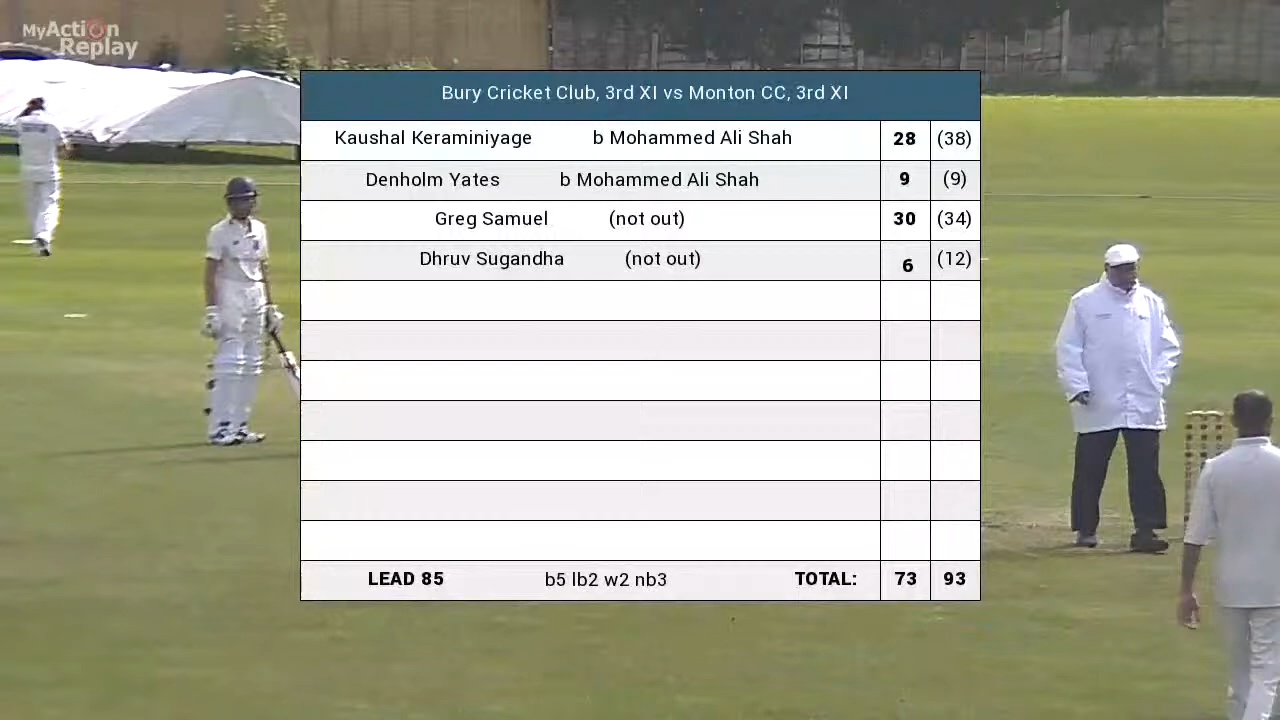 MyAction
Replay
Bury Cricket Club, 3rd XI vs Monton CC, 3rd XI
Kaushal Keraminiyage b Mohammed Ali Shah 28 (38)
Denholm Yates b Mohammed Ali Shah 9 (9)
Greg Samuel (not out) 30 (34)
Dhruv Sugandha (not out) 6 (12)
LEAD 85 b5 lb2 w2 nb3 TOTAL: 73 93